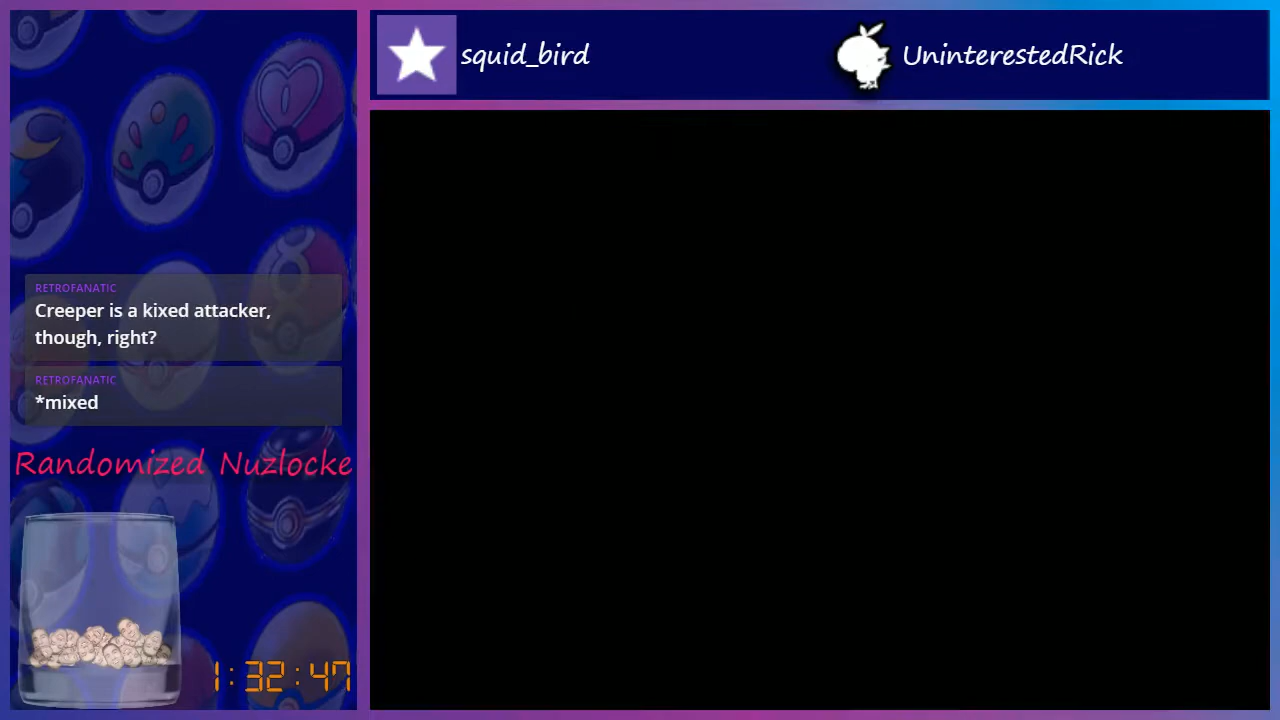 squid_bird
UninterestedRick
RETROFANATIC
Creeper is a kixed attacker,
though, right?
RETROFANATIC
*mixed
Randomized Nuzlocke
1:32:47